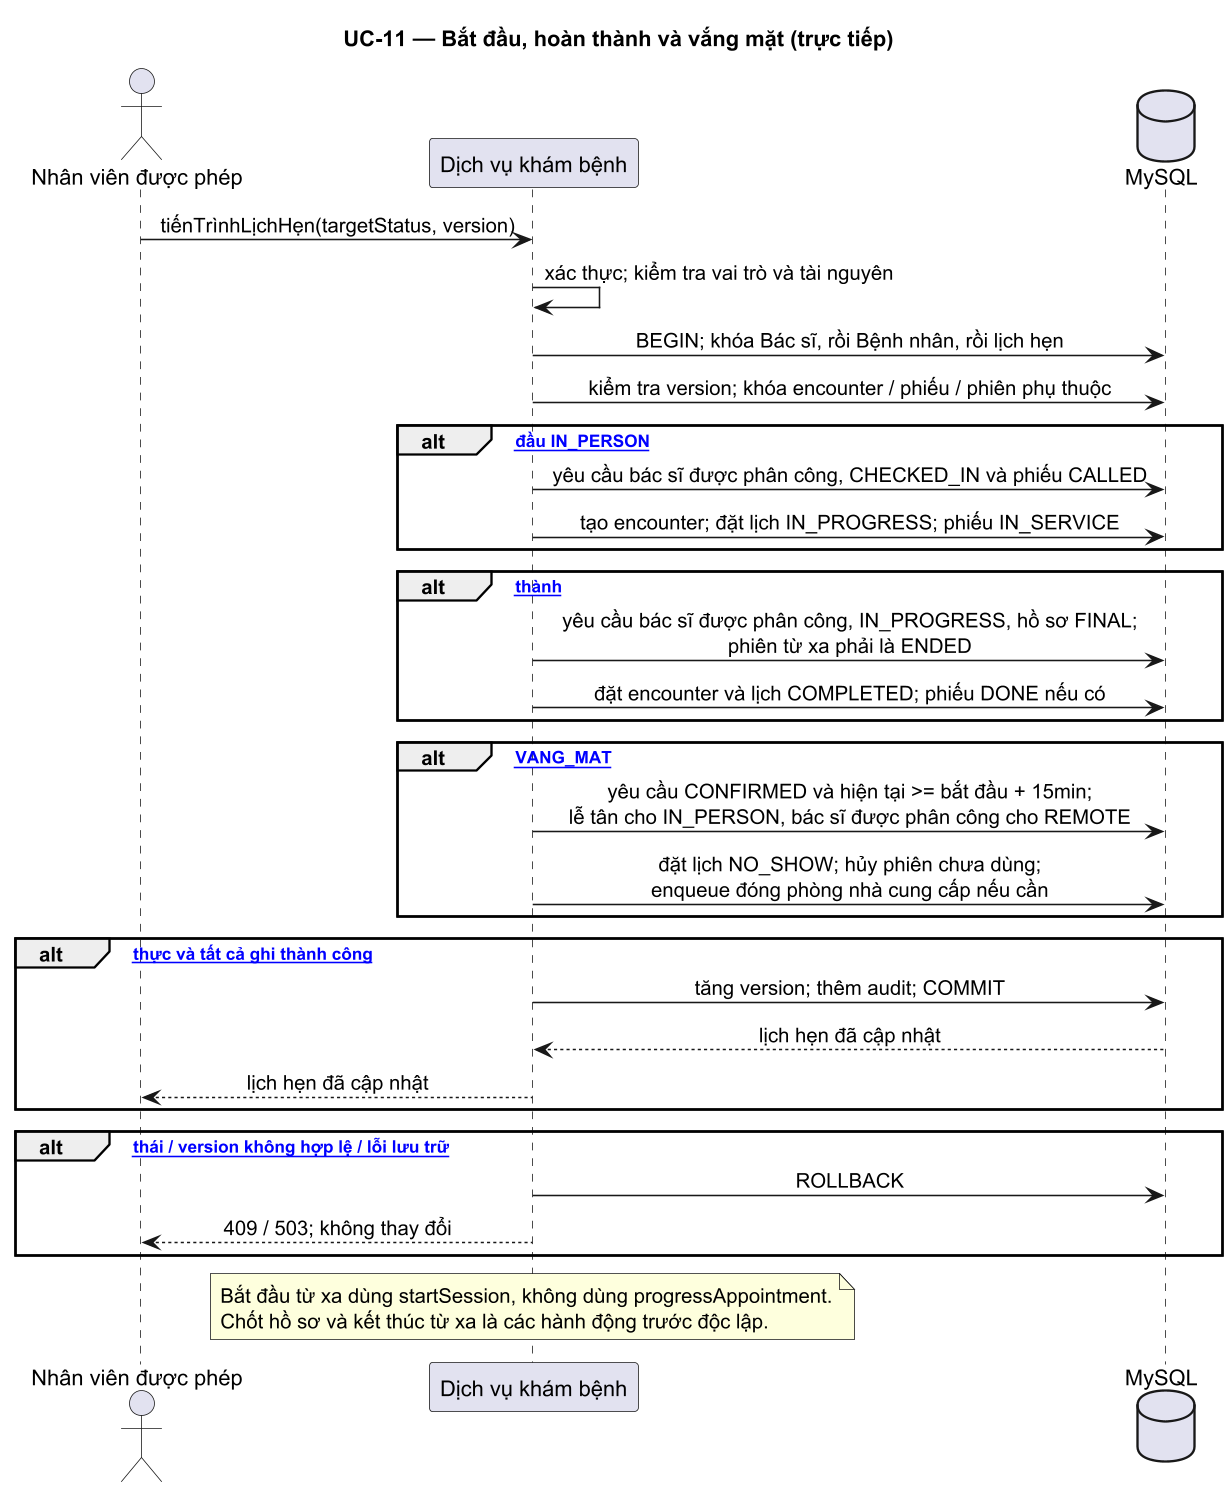 UC-11 — Bắt đầu, hoàn thành và vắng mặt (trực tiếp)
Nhân viên được phép
Dịch vụ khám bệnh
MySQL
tiếnTrìnhLịchHẹn(targetStatus, version)
xác thực; kiểm tra vai trò và tài nguyên
BEGIN; khóa Bác sĩ, rồi Bệnh nhân, rồi lịch hẹn
kiểm tra version; khóa encounter / phiếu / phiên phụ thuộc
alt
đầu IN_PERSON
yêu cầu bác sĩ được phân công, CHECKED_IN và phiếu CALLED
tạo encounter; đặt lịch IN_PROGRESS; phiếu IN_SERVICE
alt
thành
yêu cầu bác sĩ được phân công, IN_PROGRESS, hồ sơ FINAL;
phiên từ xa phải là ENDED
đặt encounter và lịch COMPLETED; phiếu DONE nếu có
alt
VANG_MAT
yêu cầu CONFIRMED và hiện tại >= bắt đầu + 15min;
lễ tân cho IN_PERSON, bác sĩ được phân công cho REMOTE
đặt lịch NO_SHOW; hủy phiên chưa dùng;
enqueue đóng phòng nhà cung cấp nếu cần
alt
thực và tất cả ghi thành công
tăng version; thêm audit; COMMIT
lịch hẹn đã cập nhật
lịch hẹn đã cập nhật
alt
thái / version không hợp lệ / lỗi lưu trữ
ROLLBACK
409 / 503; không thay đổi
Bắt đầu từ xa dùng startSession, không dùng progressAppointment.
Chốt hồ sơ và kết thúc từ xa là các hành động trước độc lập.
Nhân viên được phép
Dịch vụ khám bệnh
MySQL